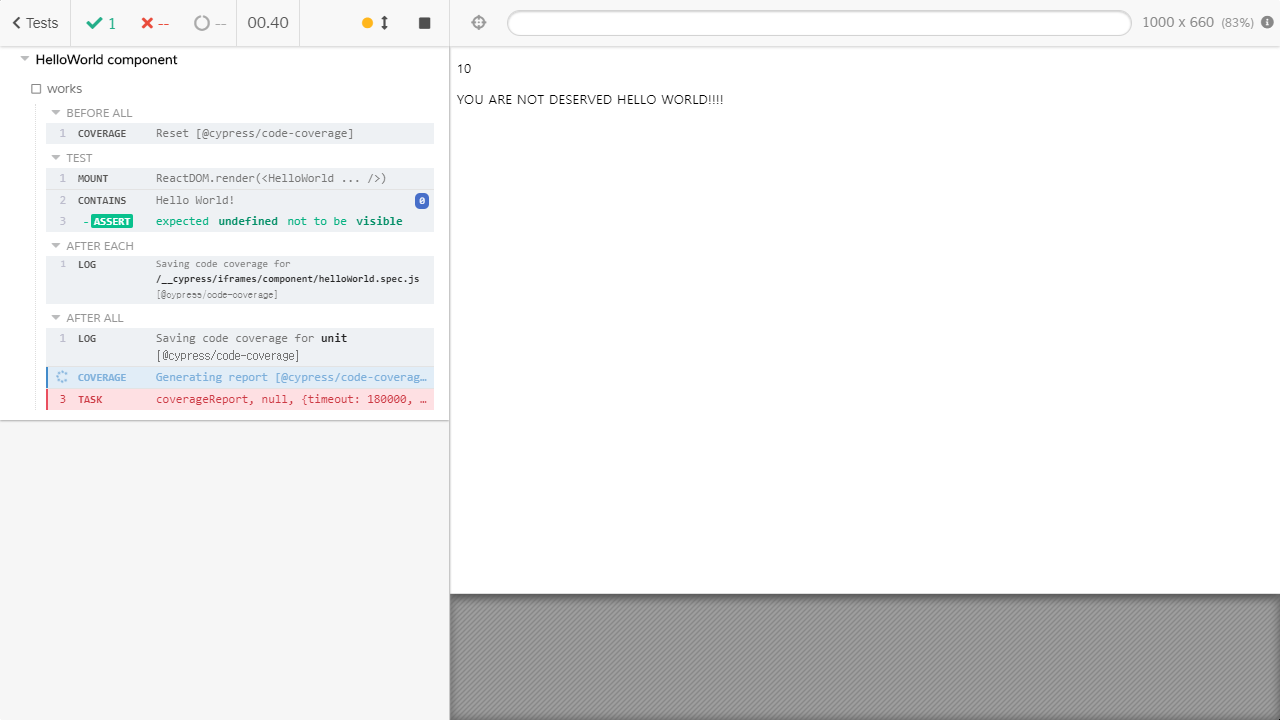 Tests
1
--
--
00.40
1000 x 660 (83%)
HelloWorld component
works
BEFORE ALL
1 COVERAGE Reset [@cypress/code-coverage]
TEST
1 MOUNT ReactDOM.render(<HelloWorld ... />)
2 CONTAINS Hello World! 0
3 -ASSERT expected undefined not to be visible
AFTER EACH
1 LOG Saving code coverage for
/__cypress/iframes/component/helloWorld.spec.js
[@cypress/code-coverage]
AFTER ALL
1 LOG Saving code coverage for unit
[@cypress/code-coverage]
COVERAGE Generating report [@cypress/code-coverag…
3 TASK coverageReport, null, {timeout: 180000, …
10
YOU ARE NOT DESERVED HELLO WORLD!!!!